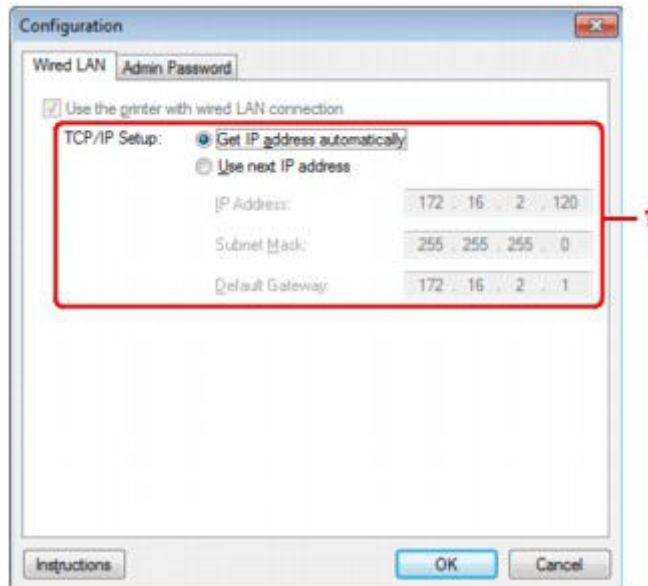 Configuration
Wired LAN Admin Password
Use the printer with wired LAN connection
TCP/IP Setup: Get IP address automatically
Use next IP address
IP Address: 172 . 16 . 2 . 120
1
Subnet Mask: 255 . 255 . 255 . 0
Default Gateway: 172 . 16 . 2 . 1
Instructions OK Cancel